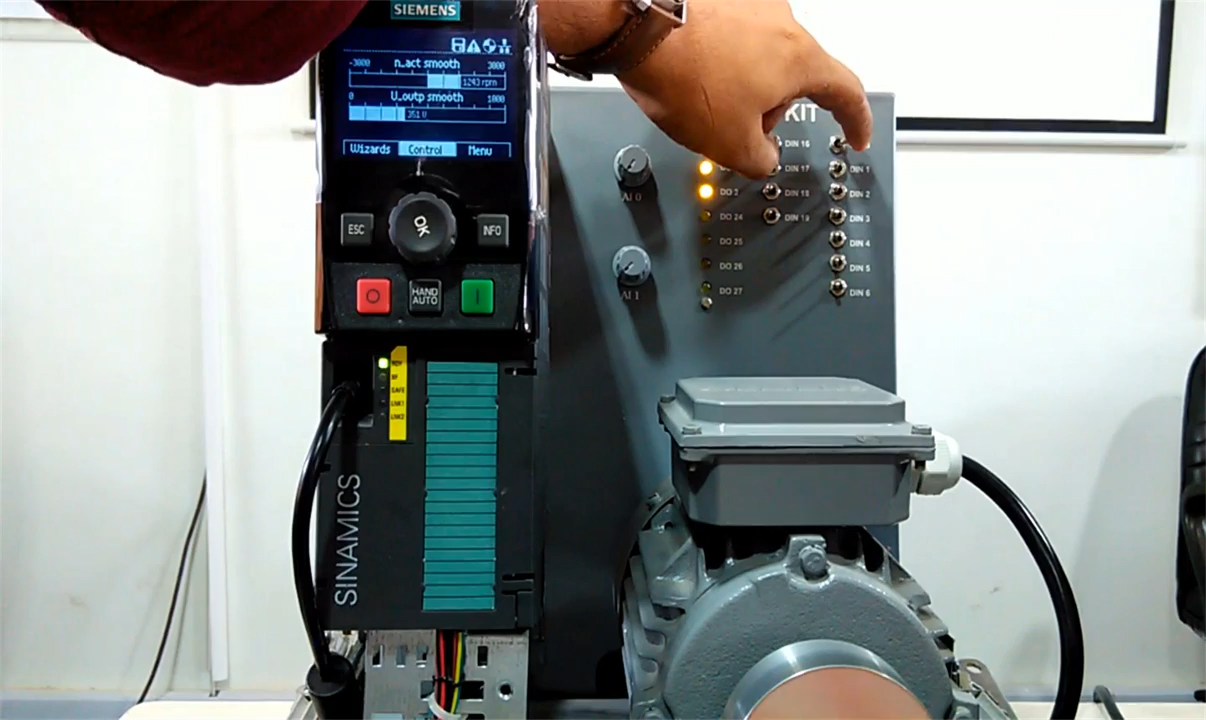 SIEMENS
-3000 n_act smooth 3000
1243 rpm
0 U_outp smooth 1000
351 V
Wizards Control Menu
OK
ESC
INFO
HAND
AUTO
RDY
BF
SAFE
LNK1
LNK2
SINAMICS
KIT
AI 0
AI 1
DO 2
DO 24
DO 25
DO 26
DO 27
DIN 16
DIN 17
DIN 18
DIN 19
DIN 1
DIN 2
DIN 3
DIN 4
DIN 5
DIN 6